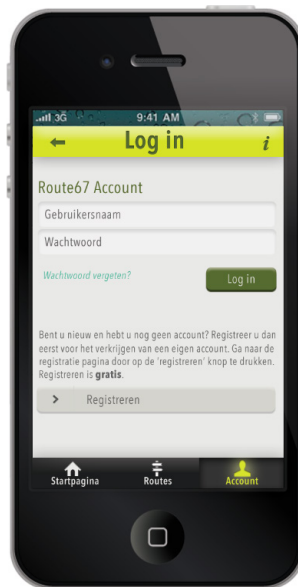 3G 9:41 AM
Log in i
Route67 Account
Gebruikersnaam
Wachtwoord
Wachtwoord vergeten?
Log in
Bent u nieuw en hebt u nog geen account? Registreer u dan
eerst voor het verkrijgen van een eigen account. Ga naar de
registratie pagina door op de 'registreren' knop te drukken.
Registreren is gratis.
Registreren
Startpagina Routes Account